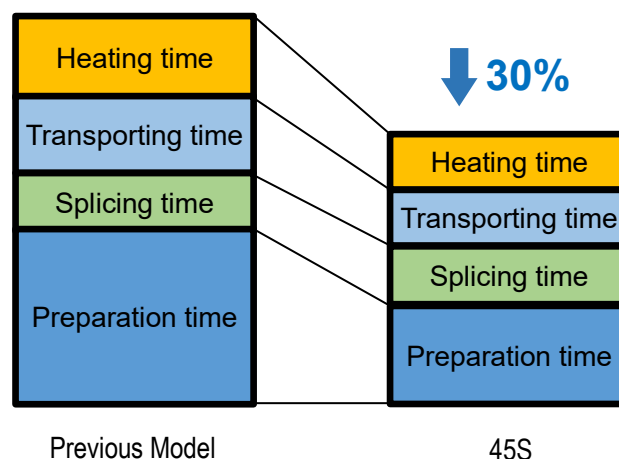 Heating time
Transporting time
Splicing time
Preparation time
Previous Model
30%
Heating time
Transporting time
Splicing time
Preparation time
45S